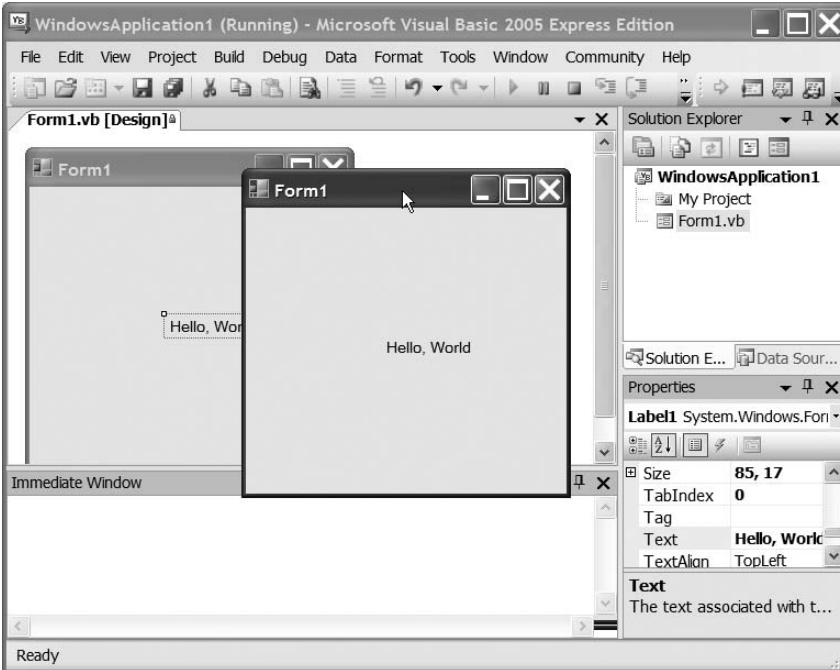 WindowsApplication1 (Running) - Microsoft Visual Basic 2005 Express Edition
File Edit View Project Build Debug Data Format Tools Window Community Help
Form1.vb [Design]
Form1
Hello, Wor
Form1
Hello, World
Solution Explorer
WindowsApplication1
My Project
Form1.vb
Solution E... Data Sour...
Properties
Label1 System.Windows.For
Size 85, 17
TabIndex 0
Tag
Text Hello, World
TextAlign TopLeft
Text
The text associated with t...
Immediate Window
Ready